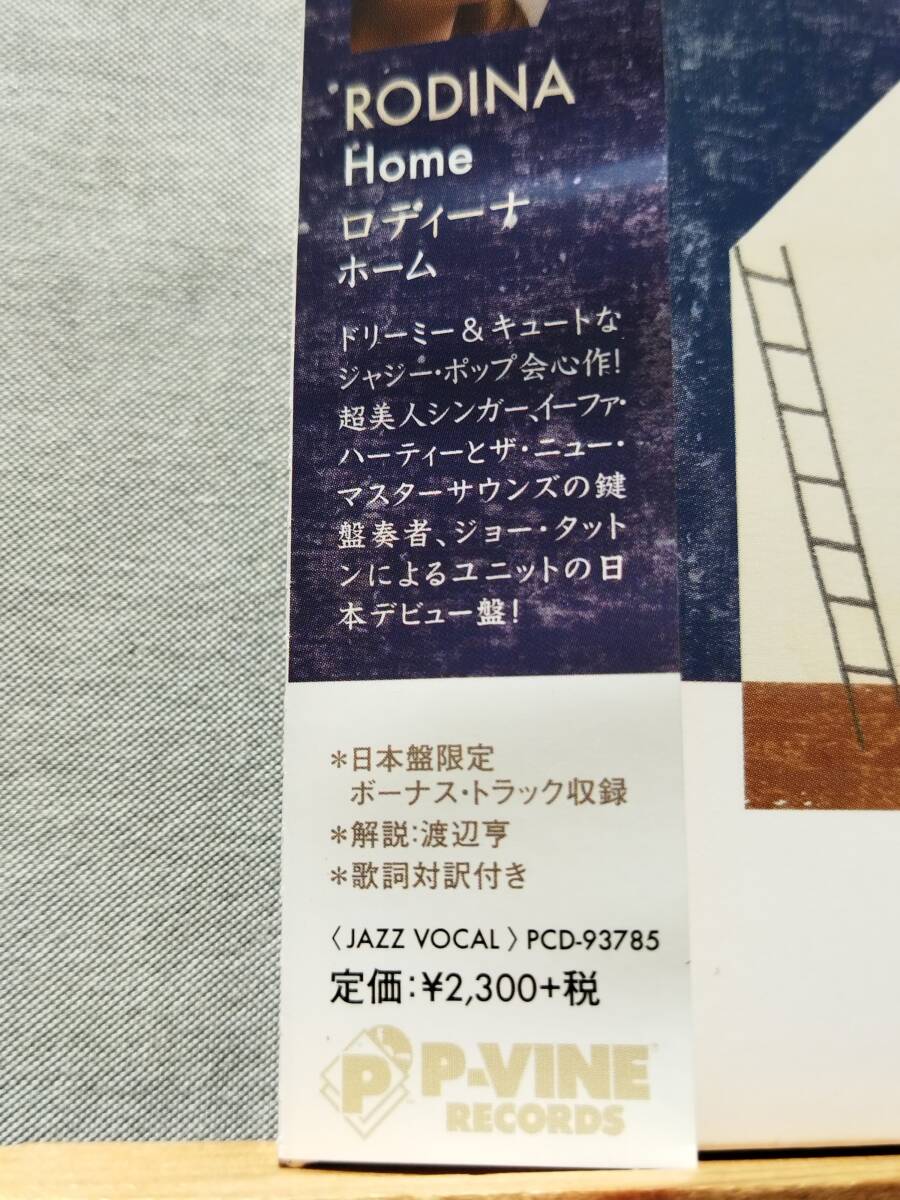 RODINA
Home
ロディーナ
ホーム
ドリーミー&キュートな
ジャジー・ポップ会心作!
超美人シンガー、イーファ・
ハーティーとザ・ニュー・
マスターサウンズの鍵
盤奏者、ジョー・タット
ンによるユニットの日
本デビュー盤!
*日本盤限定
ボーナス・トラック収録
*解説:渡辺亨
*歌詞対訳付き
〈JAZZ VOCAL〉PCD-93785
定価:¥2,300+税
P P-VINE
RECORDS